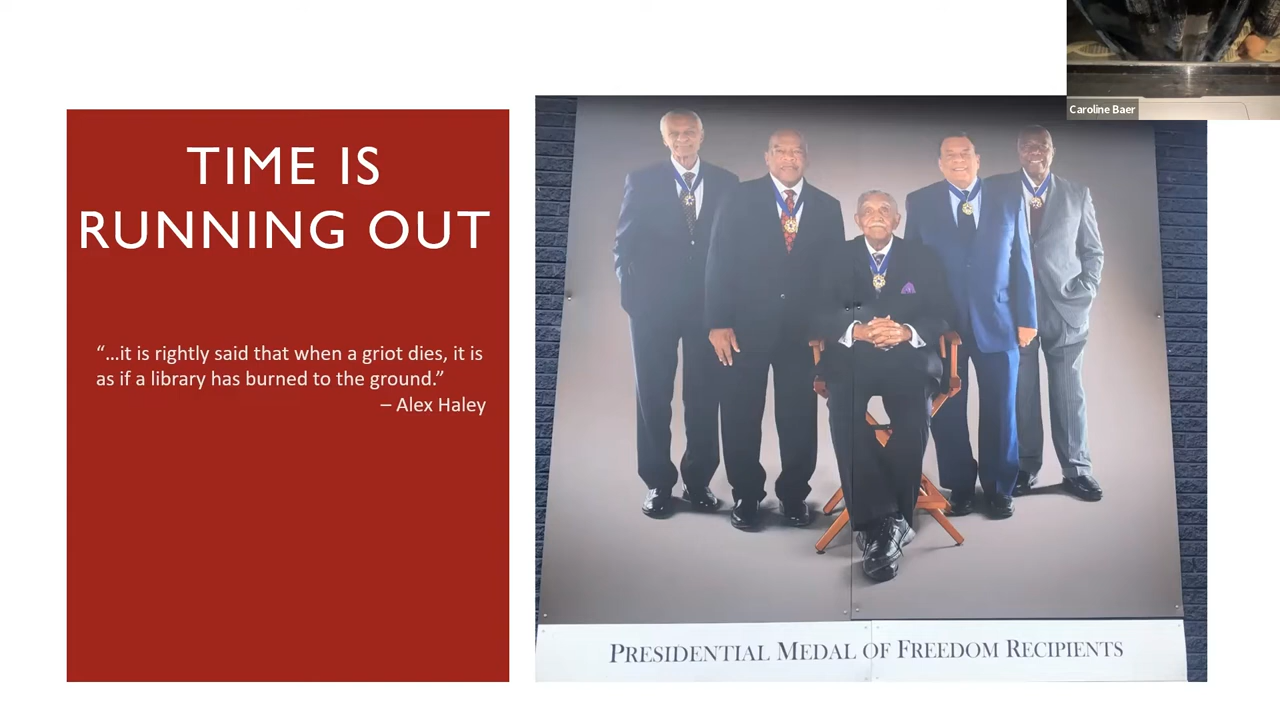 TIME IS
RUNNING OUT
“...it is rightly said that when a griot dies, it is
as if a library has burned to the ground.”
– Alex Haley
Caroline Baer
PRESIDENTIAL MEDAL OF FREEDOM RECIPIENTS